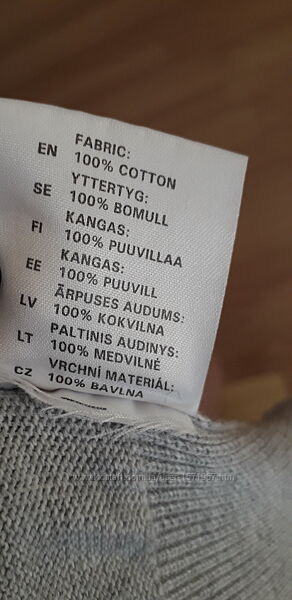 EN FABRIC:
100% COTTON
SE YTTERTYG:
100% BOMULL
FI KANGAS:
100% PUUVILLAA
EE KANGAS:
100% PUUVILL
LV ĀRPUSES AUDUMS:
100% KOKVILNA
LT PALTINIS AUDINYS:
100% MEDVILNĖ
CZ VRCHNÍ MATERIÁL:
100% BAVLNA